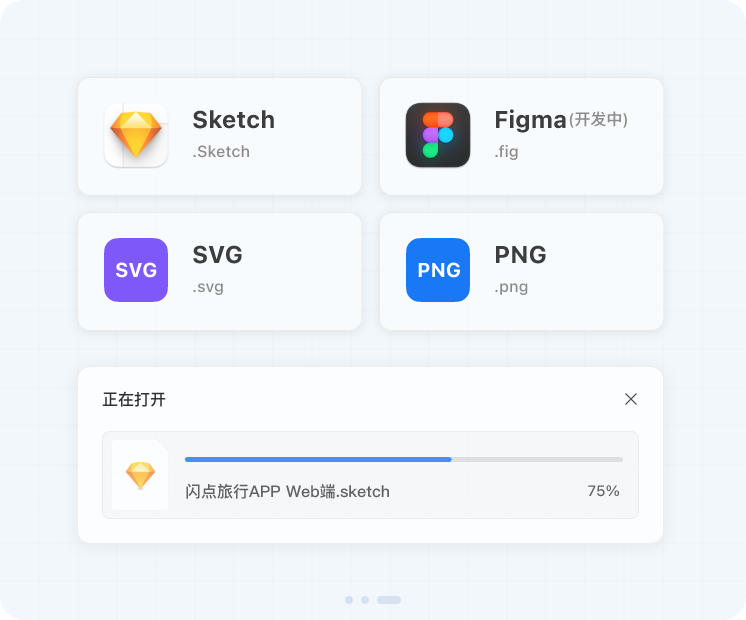 Sketch
.Sketch
Figma(开发中)
.fig
SVG
SVG
.svg
PNG
PNG
.png
正在打开
闪点旅行APP Web端.sketch
75%